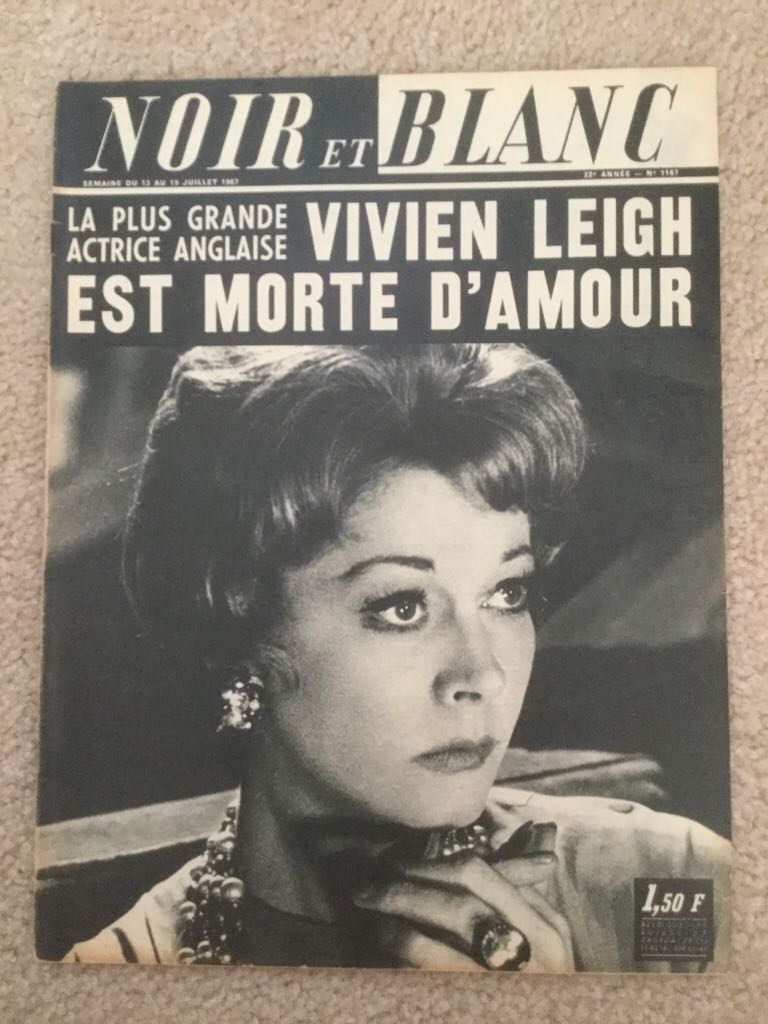 NOIR ET BLANC
SEMAINE DU 13 AU 19 JUILLET 1967
22e ANNÉE — No 1167
LA PLUS GRANDE
ACTRICE ANGLAISE
VIVIEN LEIGH
EST MORTE D'AMOUR
1,50 F